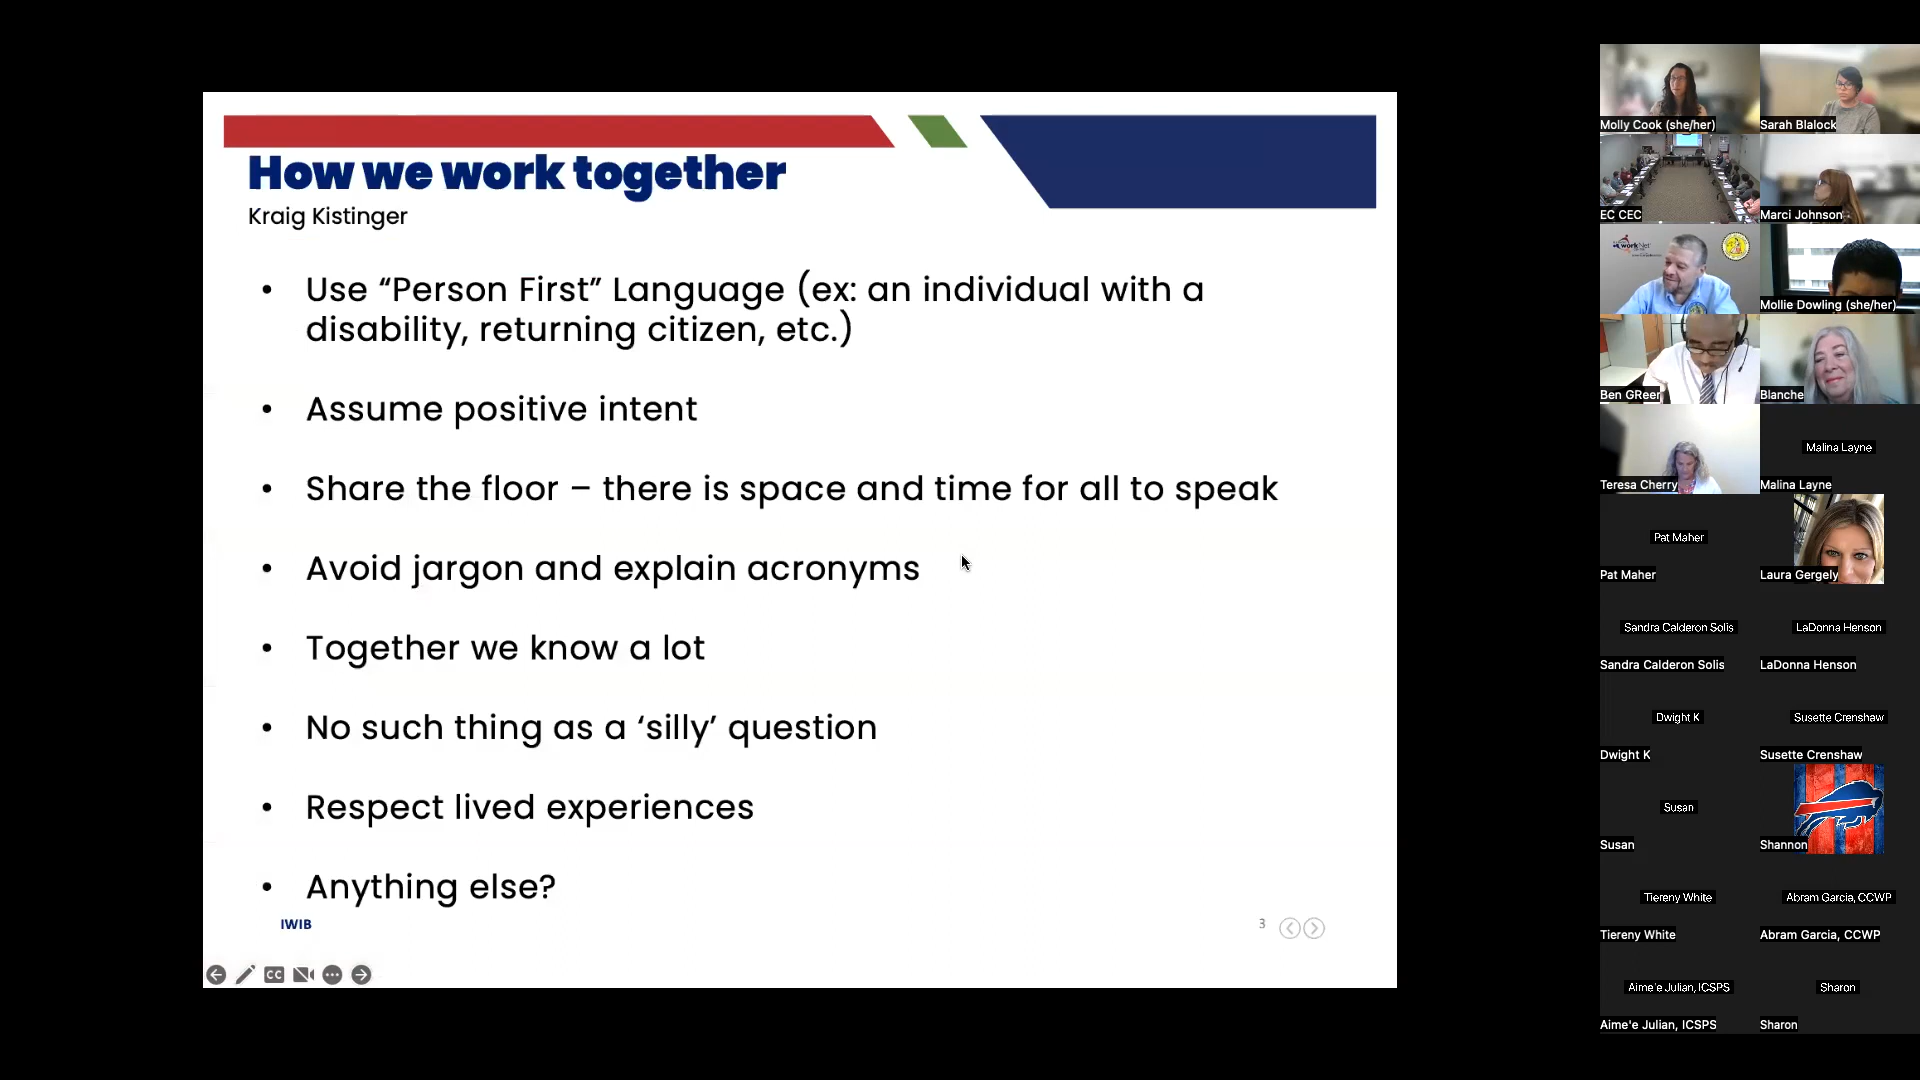 How we work together
Kraig Kistinger
• Use “Person First” Language (ex: an individual with a
disability, returning citizen, etc.)
• Assume positive intent
• Share the floor – there is space and time for all to speak
• Avoid jargon and explain acronyms
• Together we know a lot
• No such thing as a ‘silly’ question
• Respect lived experiences
• Anything else?
IWIB
3
CC
Molly Cook (she/her)
Sarah Blalock
EC CEC
Marci Johnson
workNet
Mollie Dowling (she/her)
Ben GReer
Blanche
Teresa Cherry
Malina Layne
Malina Layne
Pat Maher
Pat Maher
Laura Gergely
Sandra Calderon Solis
LaDonna Henson
Sandra Calderon Solis
LaDonna Henson
Dwight K
Susette Crenshaw
Dwight K
Susette Crenshaw
Susan
Susan
Shannon
Tiereny White
Abram Garcia, CCWP
Tiereny White
Abram Garcia, CCWP
Aime'e Julian, ICSPS
Sharon
Aime'e Julian, ICSPS
Sharon